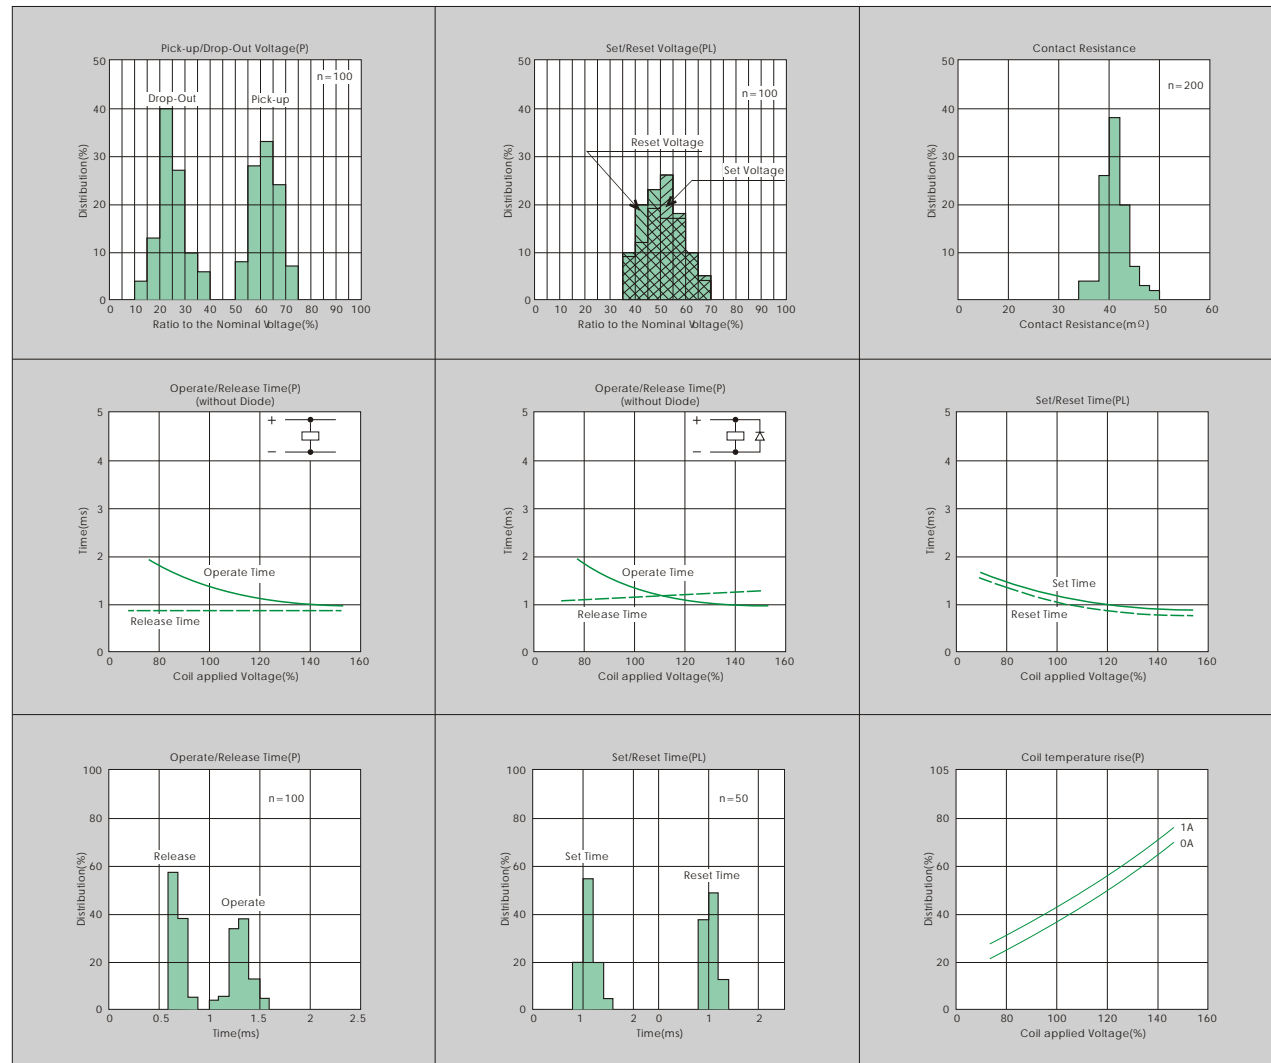 Pick-up/Drop-Out Voltage(P)
50
40
30
20
10
0
Distribution(%)
n=100
Drop-Out
Pick-up
0 10 20 30 40 50 60 70 80 90 100
Ratio to the Nominal Voltage(%)
Set/Reset Voltage(PL)
50
40
30
20
10
0
Distribution(%)
n=100
Reset Voltage
Set Voltage
0 10 20 30 40 50 60 70 80 90 100
Ratio to the Nominal Voltage(%)
Contact Resistance
50
40
30
20
10
0
Distribution(%)
n=200
0 20 30 40 50 60
Contact Resistance(mΩ)
Operate/Release Time(P)
(without Diode)
5
4
3
2
1
0
Time(ms)
+
−
Operate Time
Release Time
0 80 100 120 140 160
Coil applied Voltage(%)
Operate/Release Time(P)
(without Diode)
5
4
3
2
1
0
Time(ms)
+
−
Operate Time
Release Time
0 80 100 120 140 160
Coil applied Voltage(%)
Set/Reset Time(PL)
5
4
3
2
1
0
Time(ms)
Set Time
Reset Time
0 80 100 120 140 160
Coil applied Voltage(%)
Operate/Release Time(P)
100
80
60
40
20
0
Distribution(%)
n=100
Release
Operate
0 0.5 1 1.5 2 2.5
Time(ms)
Set/Reset Time(PL)
100
80
60
40
20
0
Distribution(%)
n=50
Set Time
Reset Time
0 1 2 0 1 2
Time(ms)
Coil temperature rise(P)
105
80
60
40
20
0
Distribution(%)
1A
0A
0 80 100 120 140 160
Coil applied Voltage(%)